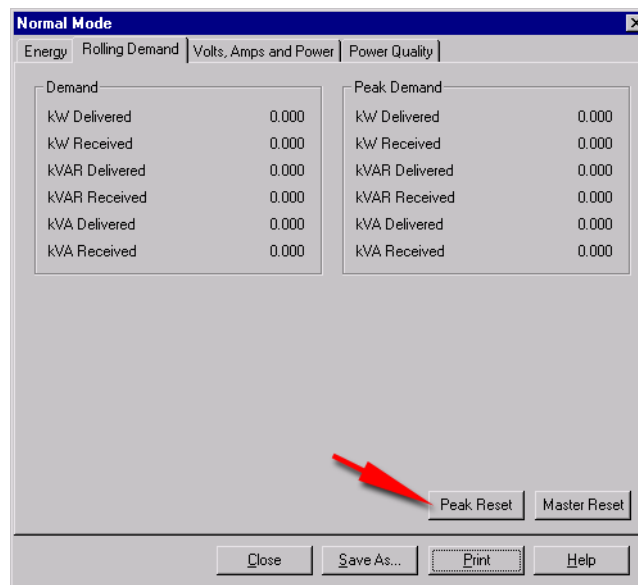 Normal Mode
Energy Rolling Demand Volts, Amps and Power Power Quality
Demand
kW Delivered 0.000
kW Received 0.000
kVAR Delivered 0.000
kVAR Received 0.000
kVA Delivered 0.000
kVA Received 0.000
Peak Demand
kW Delivered 0.000
kW Received 0.000
kVAR Delivered 0.000
kVAR Received 0.000
kVA Delivered 0.000
kVA Received 0.000
Peak Reset Master Reset
Close Save As... Print Help